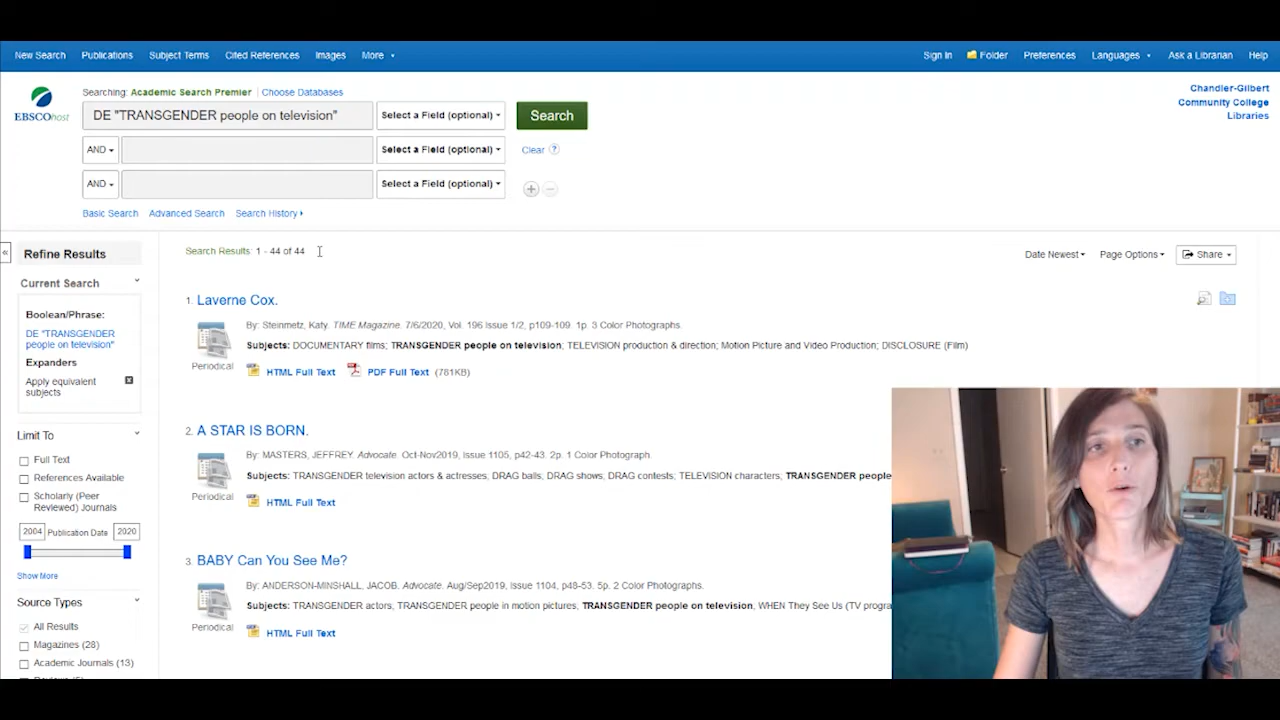 New Search Publications Subject Terms Cited References Images More Sign In Folder Preferences Languages Ask a Librarian Help
Searching: Academic Search Premier Choose Databases
EBSCOhost
DE "TRANSGENDER people on television" Select a Field (optional) Search
AND Select a Field (optional) Clear ?
AND Select a Field (optional)
Basic Search Advanced Search Search History
Chandler-Gilbert
Community College
Libraries
«
Refine Results
Current Search
Boolean/Phrase:
DE "TRANSGENDER
people on television"
Expanders
Apply equivalent
subjects
Limit To
Full Text
References Available
Scholarly (Peer
Reviewed) Journals
2004 Publication Date 2020
Show More
Source Types
All Results
Magazines (28)
Academic Journals (13)
Search Results: 1 - 44 of 44
Date Newest Page Options Share
1. Laverne Cox.
By: Steinmetz, Katy. TIME Magazine. 7/6/2020, Vol. 196 Issue 1/2, p109-109. 1p. 3 Color Photographs.
Subjects: DOCUMENTARY films; TRANSGENDER people on television; TELEVISION production & direction; Motion Picture and Video Production; DISCLOSURE (Film)
Periodical
HTML Full Text PDF Full Text (781KB)
2. A STAR IS BORN.
By: MASTERS, JEFFREY. Advocate. Oct-Nov2019, Issue 1105, p42-43. 2p. 1 Color Photograph.
Subjects: TRANSGENDER television actors & actresses; DRAG balls; DRAG shows; DRAG contests; TELEVISION characters; TRANSGENDER people
Periodical
HTML Full Text
3. BABY Can You See Me?
By: ANDERSON-MINSHALL, JACOB. Advocate. Aug/Sep2019, Issue 1104, p48-53. 5p. 2 Color Photographs.
Subjects: TRANSGENDER actors; TRANSGENDER people in motion pictures; TRANSGENDER people on television; WHEN They See Us (TV progra
Periodical
HTML Full Text